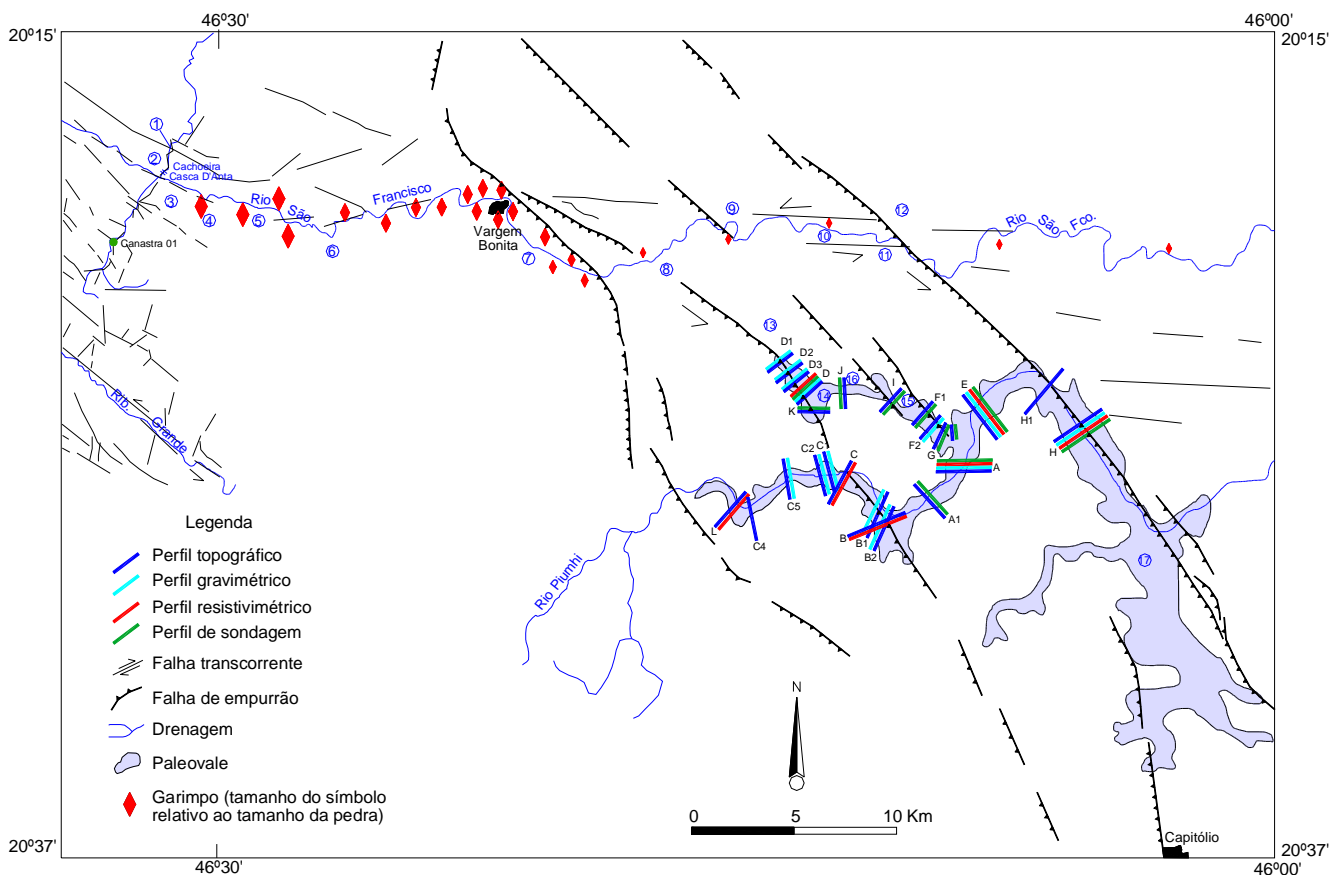 46°30'
46°00'
20°15'
20°15'
1
2
Cachoeira
Casca D'Anta
3
4
5
6
Rio
São
Francisco
Canastra 01
Vargem
Bonita
7
8
9
10
11
12
Rio São Fco.
13
D1
D2
D3
D
14
J
16
K
I
15
F1
F2
G
E
A
A1
H1
H
Rib. Grande
C2
C1
C
C5
C4
L
B
B1
B2
17
Rio Piumhi
Legenda
Perfil topográfico
Perfil gravimétrico
Perfil resistivimétrico
Perfil de sondagem
Falha transcorrente
Falha de empurrão
Drenagem
Paleovale
Garimpo (tamanho do símbolo
relativo ao tamanho da pedra)
N
0 5 10 Km
Capitólio
20°37'
20°37'
46°30'
46°00'